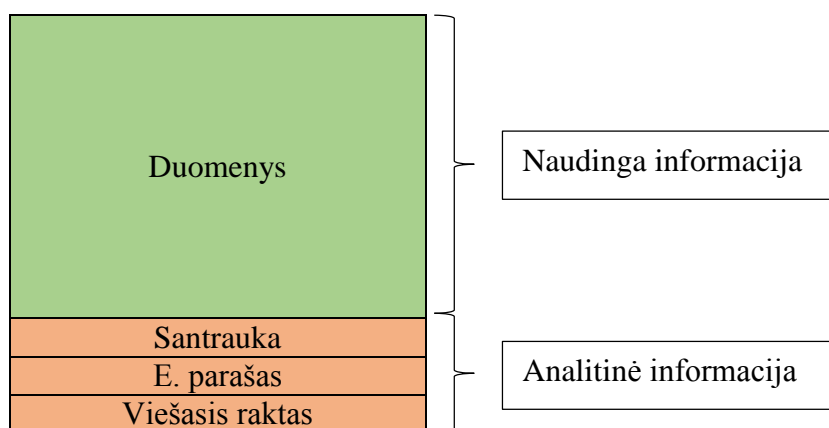 Duomenys
Naudinga informacija
Santrauka
E. parašas
Viešasis raktas
Analitinė informacija